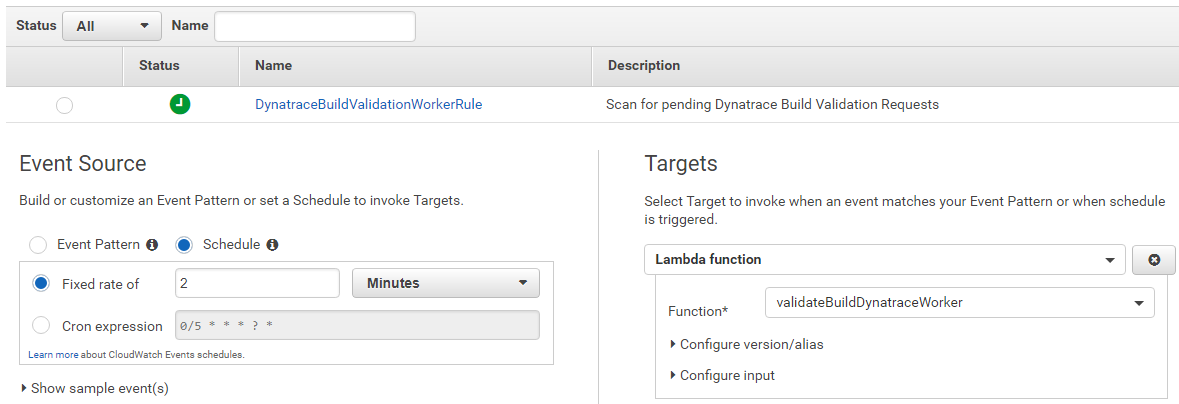 Status All Name
Status Name Description
DynatraceBuildValidationWorkerRule Scan for pending Dynatrace Build Validation Requests
Event Source
Build or customize an Event Pattern or set a Schedule to invoke Targets.
Event Pattern Schedule
Fixed rate of 2 Minutes
Cron expression 0/5 * * * ? *
Learn more about CloudWatch Events schedules.
Show sample event(s)
Targets
Select Target to invoke when an event matches your Event Pattern or when schedule
is triggered.
Lambda function
Function* validateBuildDynatraceWorker
Configure version/alias
Configure input